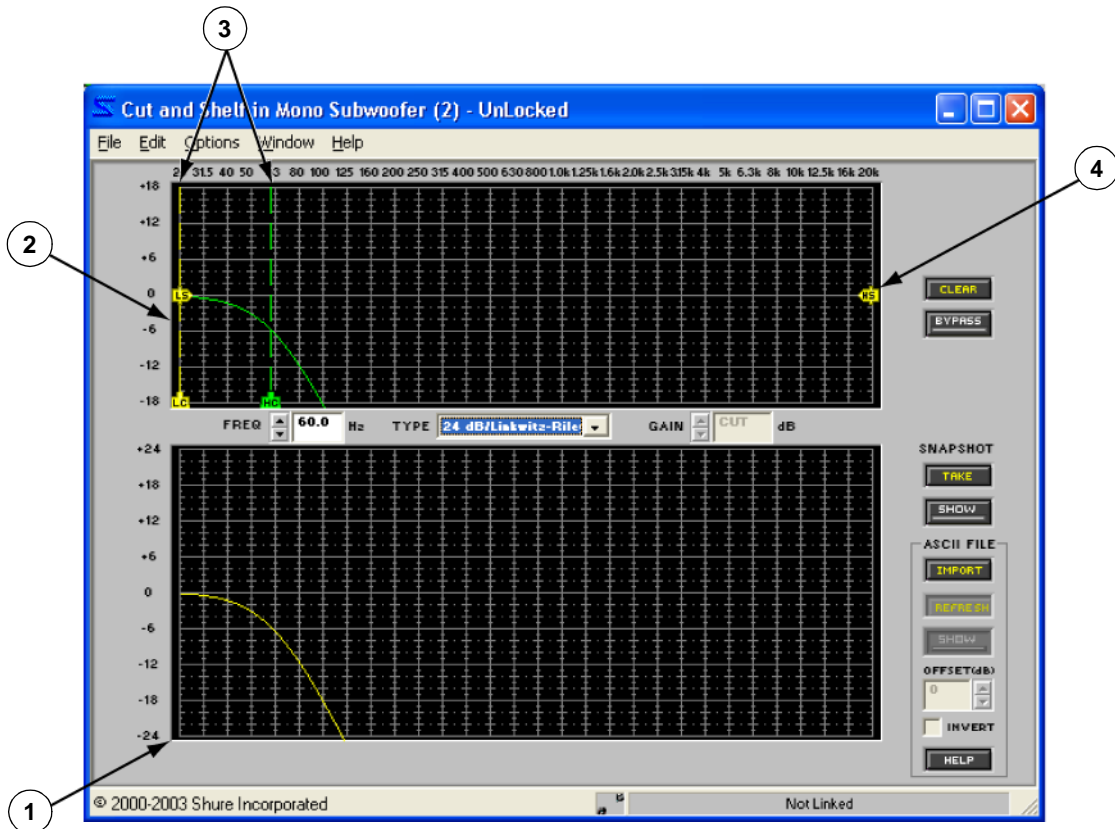 3
Cut and Shelf in Mono Subwoofer (2) - UnLocked
File Edit Options Window Help
31.5 40 50 80 100 125 160 200 250 315 400 500 630 800 1.0k 1.25k 1.6k 2.0k 2.5k 3.15k 4k 5k 6.3k 8k 10k 12.5k 16k 20k
4
+18
+12
2
+6
0
LS
HS
CLEAR
-6
BYPASS
-12
-18
LC
HC
FREQ 60.0 Hz TYPE 24 dB/Linkwitz-Riley GAIN CUT dB
+24
SNAPSHOT
+18
TAKE
+12
SHOW
+6
ASCII FILE
IMPORT
0
REFRESH
-6
SHOW
-12
OFFSET(dB)
0
-18
INVERT
-24
HELP
1
© 2000-2003 Shure Incorporated
a B
Not Linked